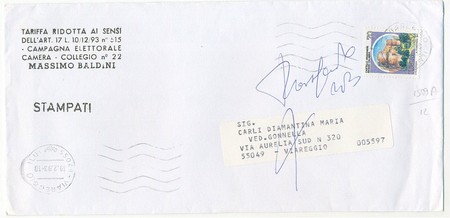 TARIFFA RIDOTTA AI SENSI
DELL'ART. 17 L. 10/12/93 n° 515
- CAMPAGNA ELETTORALE
CAMERA - COLLEGIO n° 22
MASSIMO BALDINI
STAMPATI
SIG.
CARLI DIAMANTINA MARIA
VED.GONNELLA
VIA AURELIA SUD N 370 005597
55049 - VIAREGGIO